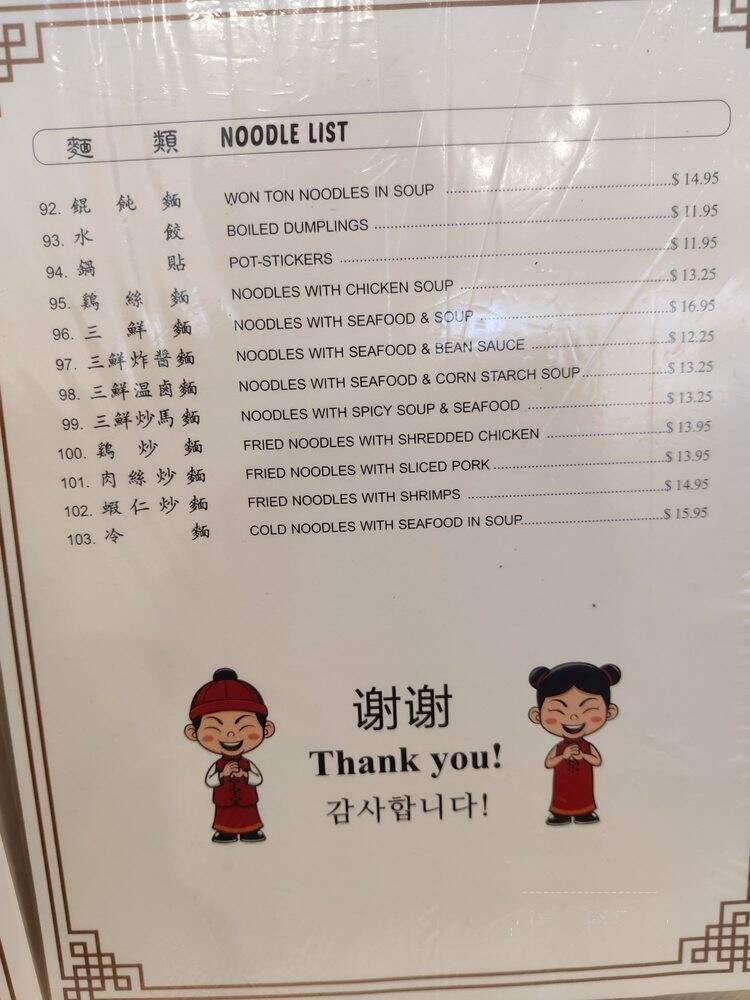 麵 類 NOODLE LIST
92. 餛 飩 麵 WON TON NOODLES IN SOUP $ 14.95
93. 水 餃 BOILED DUMPLINGS $ 11.95
94. 鍋 貼 POT-STICKERS $ 11.95
95. 鷄 絲 麵 NOODLES WITH CHICKEN SOUP $ 13.25
96. 三 鮮 麵 NOODLES WITH SEAFOOD & SOUP $ 16.95
97. 三鮮炸醬麵 NOODLES WITH SEAFOOD & BEAN SAUCE $ 12.25
98. 三鮮溫鹵麵 NOODLES WITH SEAFOOD & CORN STARCH SOUP $ 13.25
99. 三鮮炒馬麵 NOODLES WITH SPICY SOUP & SEAFOOD $ 13.25
100. 鷄 炒 麵 FRIED NOODLES WITH SHREDDED CHICKEN $ 13.95
101. 肉 絲 炒 麵 FRIED NOODLES WITH SLICED PORK $ 13.95
102. 蝦 仁 炒 麵 FRIED NOODLES WITH SHRIMPS $ 14.95
103. 冷 麵 COLD NOODLES WITH SEAFOOD IN SOUP $ 15.95
谢谢
Thank you!
감사합니다!